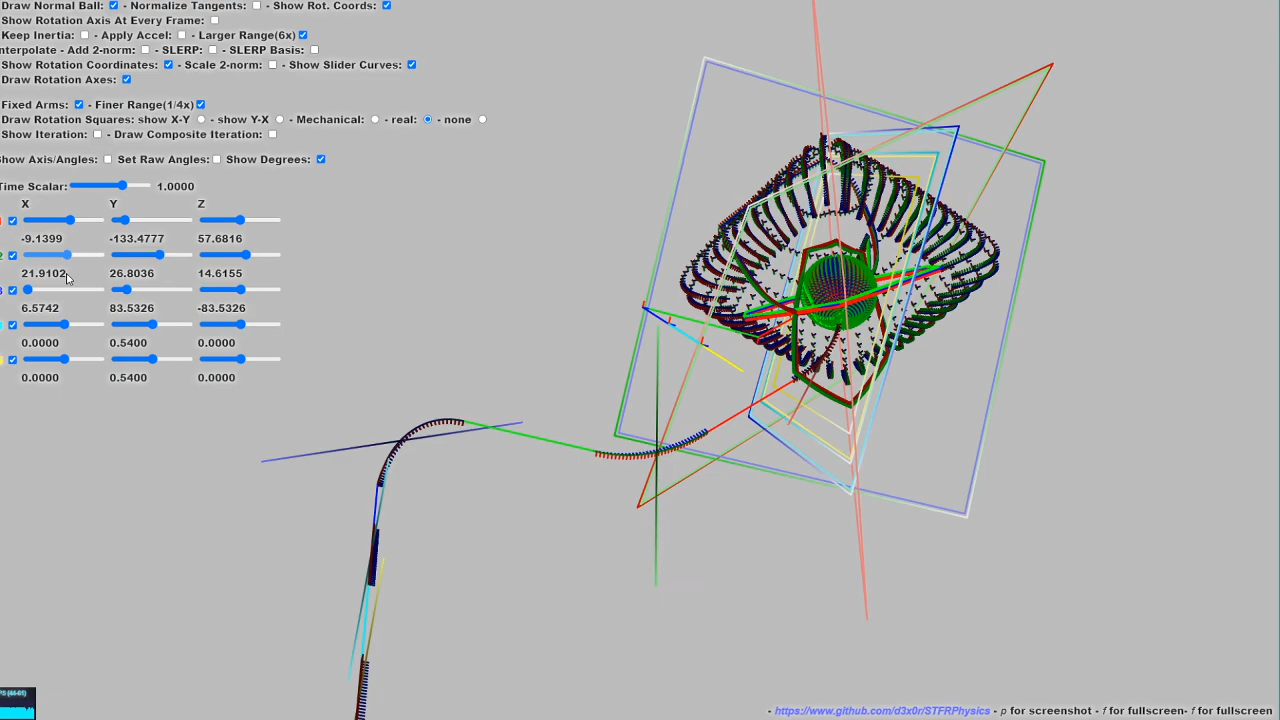 Draw Normal Ball: - Normalize Tangents: - Show Rot. Coords:
Show Rotation Axis At Every Frame:
Keep Inertia: - Apply Accel: - Larger Range(6x)
nterpolate - Add 2-norm: - SLERP: - SLERP Basis:
Show Rotation Coordinates: - Scale 2-norm: - Show Slider Curves:
Draw Rotation Axes:
Fixed Arms: - Finer Range(1/4x)
Draw Rotation Squares: show X-Y - show Y-X - Mechanical: - real: - none
Show Iteration: - Draw Composite Iteration:
Show Axis/Angles: Set Raw Angles: Show Degrees:
Time Scalar: 1.0000
X Y Z
-9.1399 -133.4777 57.6816
2
21.9102 26.8036 14.6155
3
6.5742 83.5326 -83.5326
0.0000 0.5400 0.0000
0.0000 0.5400 0.0000
- https://www.github.com/d3x0r/STFRPhysics - p for screenshot - f for fullscreen- f for fullscreen